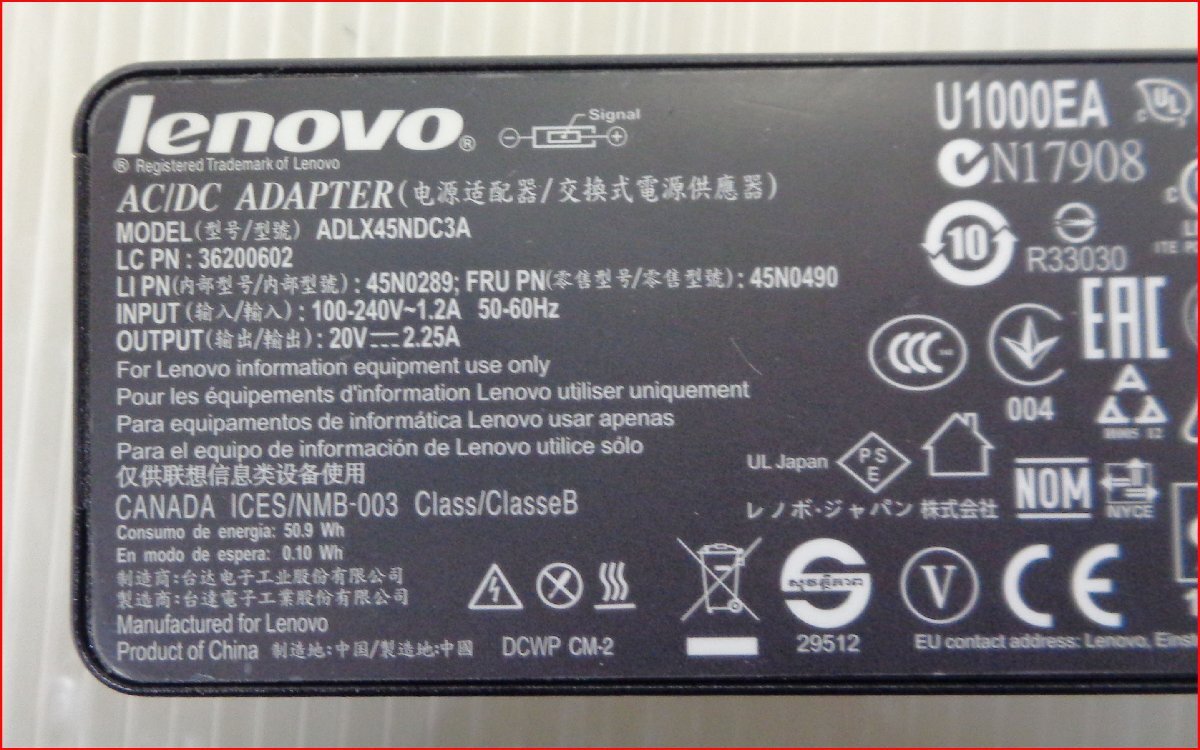 lenovo®
Signal
® Registered Trademark of Lenovo
AC/DC ADAPTER(电源适配器/交換式電源供應器)
MODEL(型号/型號) ADLX45NDC3A
LC PN : 36200602
LI PN(内部型号/内部型號) : 45N0289; FRU PN(零售型号/零售型號) : 45N0490
INPUT (输入/輸入) : 100-240V~1.2A 50-60Hz
OUTPUT(输出/輸出) : 20V⎓2.25A
For Lenovo information equipment use only
Pour les équipements d'information Lenovo utiliser uniquement
Para equipamentos de informática Lenovo usar apenas
Para el equipo de información de Lenovo utilice sólo
仅供联想信息类设备使用
CANADA ICES/NMB-003 Class/ClasseB
Consumo de energia: 50.9 Wh
En modo de espera: 0.10 Wh
制造商:台达电子工业股份有限公司
製造商:台達電子工業股份有限公司
Manufactured for Lenovo
Product of China 制造地:中国/製造地:中國
DCWP CM-2
U1000EA
c UL
N17908
10
R33030
CCC
004
EAC
UL Japan
PSE
レノボ・ジャパン 株式会社
NOM
NYCE
29512
V
CE
EU contact address: Lenovo, Einst